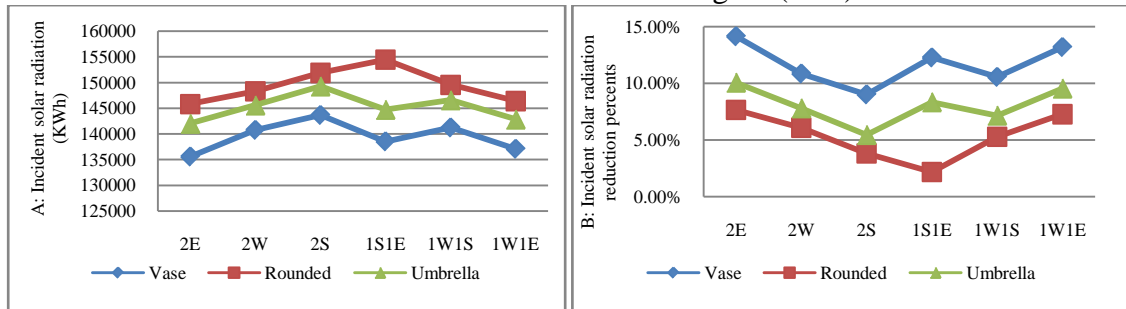 A: Incident solar radiation
(KWh)
160000
155000
150000
145000
140000
135000
130000
125000
2E 2W 2S 1S1E 1W1S 1W1E
Vase Rounded Umbrella
B: Incident solar radiation
reduction percents
15.00%
10.00%
5.00%
0.00%
2E 2W 2S 1S1E 1W1S 1W1E
Vase Rounded Umbrella